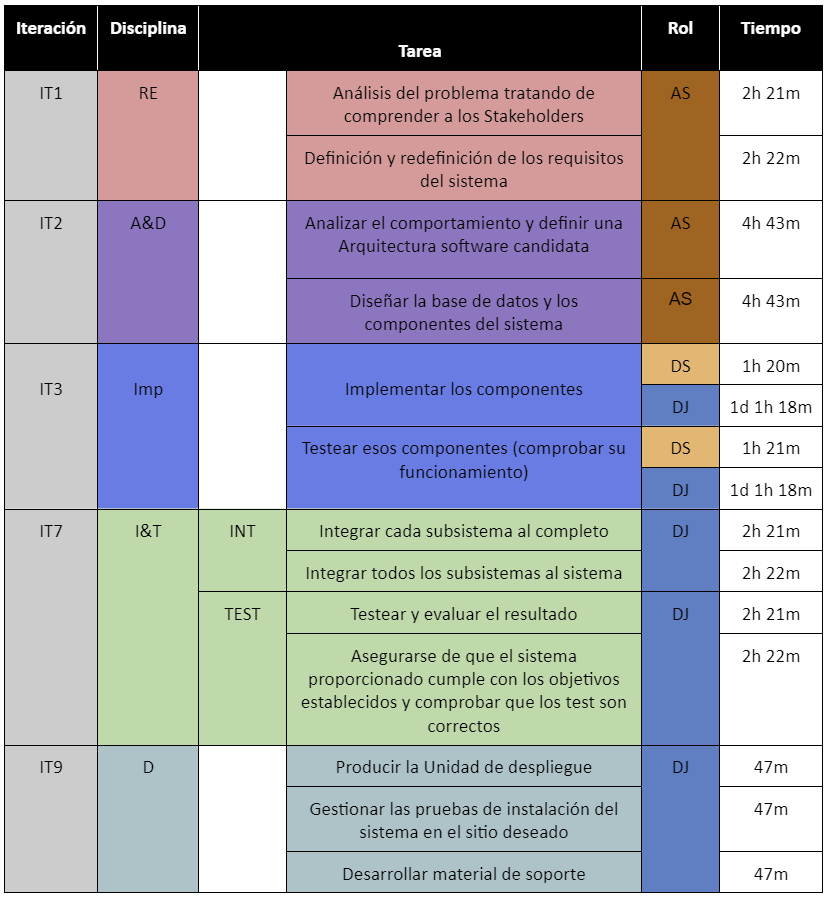 Iteración Disciplina Tarea Rol Tiempo
IT1 RE Análisis del problema tratando de AS 2h 21m
comprender a los Stakeholders
Definición y redefinición de los requisitos 2h 22m
del sistema
IT2 A&D Analizar el comportamiento y definir una AS 4h 43m
Arquitectura software candidata
Diseñar la base de datos y los AS 4h 43m
componentes del sistema
IT3 Imp Implementar los componentes DS 1h 20m
DJ 1d 1h 18m
Testear esos componentes (comprobar su DS 1h 21m
funcionamiento) DJ 1d 1h 18m
IT7 I&T INT Integrar cada subsistema al completo DJ 2h 21m
Integrar todos los subsistemas al sistema 2h 22m
TEST Testear y evaluar el resultado DJ 2h 21m
Asegurarse de que el sistema 2h 22m
proporcionado cumple con los objetivos
establecidos y comprobar que los test son
correctos
IT9 D Producir la Unidad de despliegue DJ 47m
Gestionar las pruebas de instalación del 47m
sistema en el sitio deseado
Desarrollar material de soporte 47m